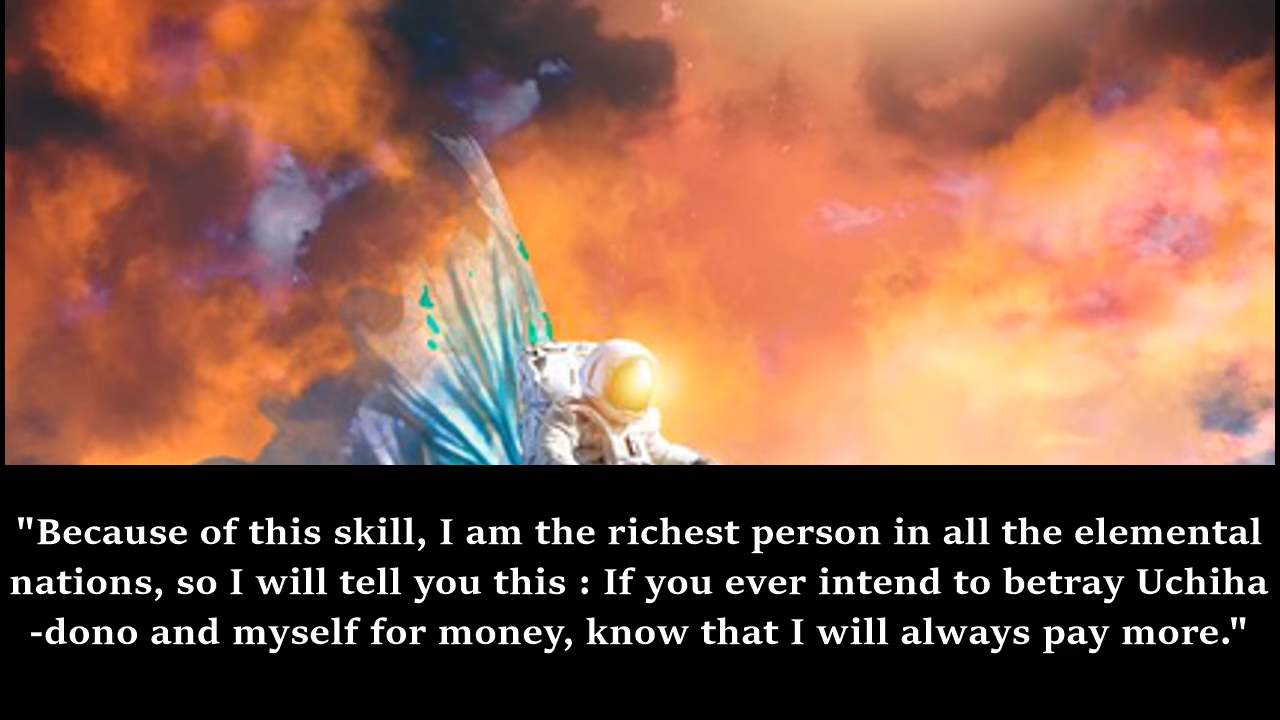 "Because of this skill, I am the richest person in all the elemental
nations, so I will tell you this : If you ever intend to betray Uchiha
-dono and myself for money, know that I will always pay more."